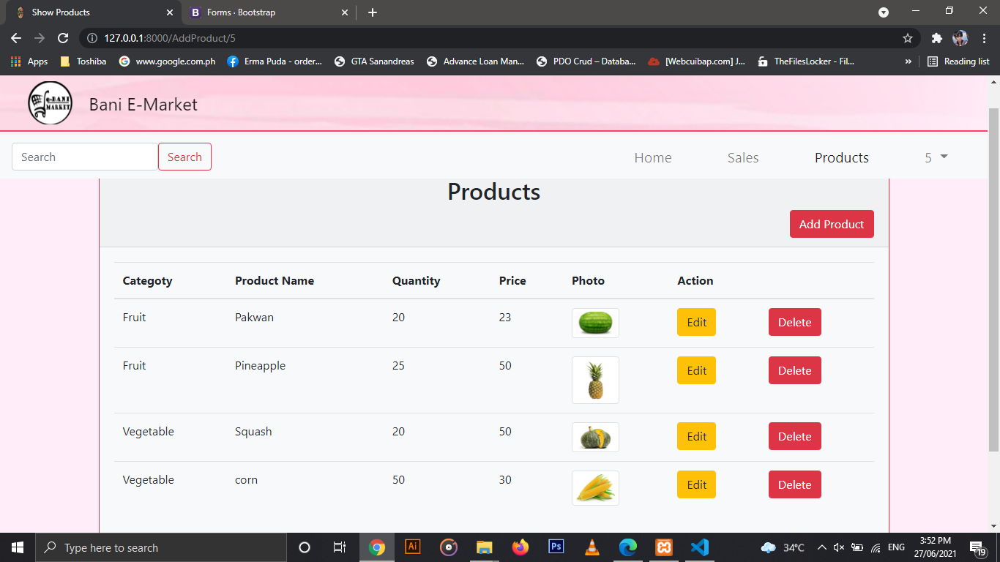 Show Products
Forms · Bootstrap
127.0.0.1:8000/AddProduct/5
Apps
Toshiba
www.google.com.ph
Erma Puda - order...
GTA Sanandreas
Advance Loan Man...
PDO Crud – Databa...
[Webcuibap.com] J...
TheFilesLocker - Fil...
»
Reading list
e-BANI
MARKET
Bani E-Market
Search
Search
Home
Sales
Products
5
Products
Add Product
Categoty Product Name Quantity Price Photo Action
Fruit Pakwan 20 23 Edit Delete
Fruit Pineapple 25 50 Edit Delete
Vegetable Squash 20 50 Edit Delete
Vegetable corn 50 30 Edit Delete
Type here to search
Ai
Ps
34°C
ENG
3:52 PM
27/06/2021
19